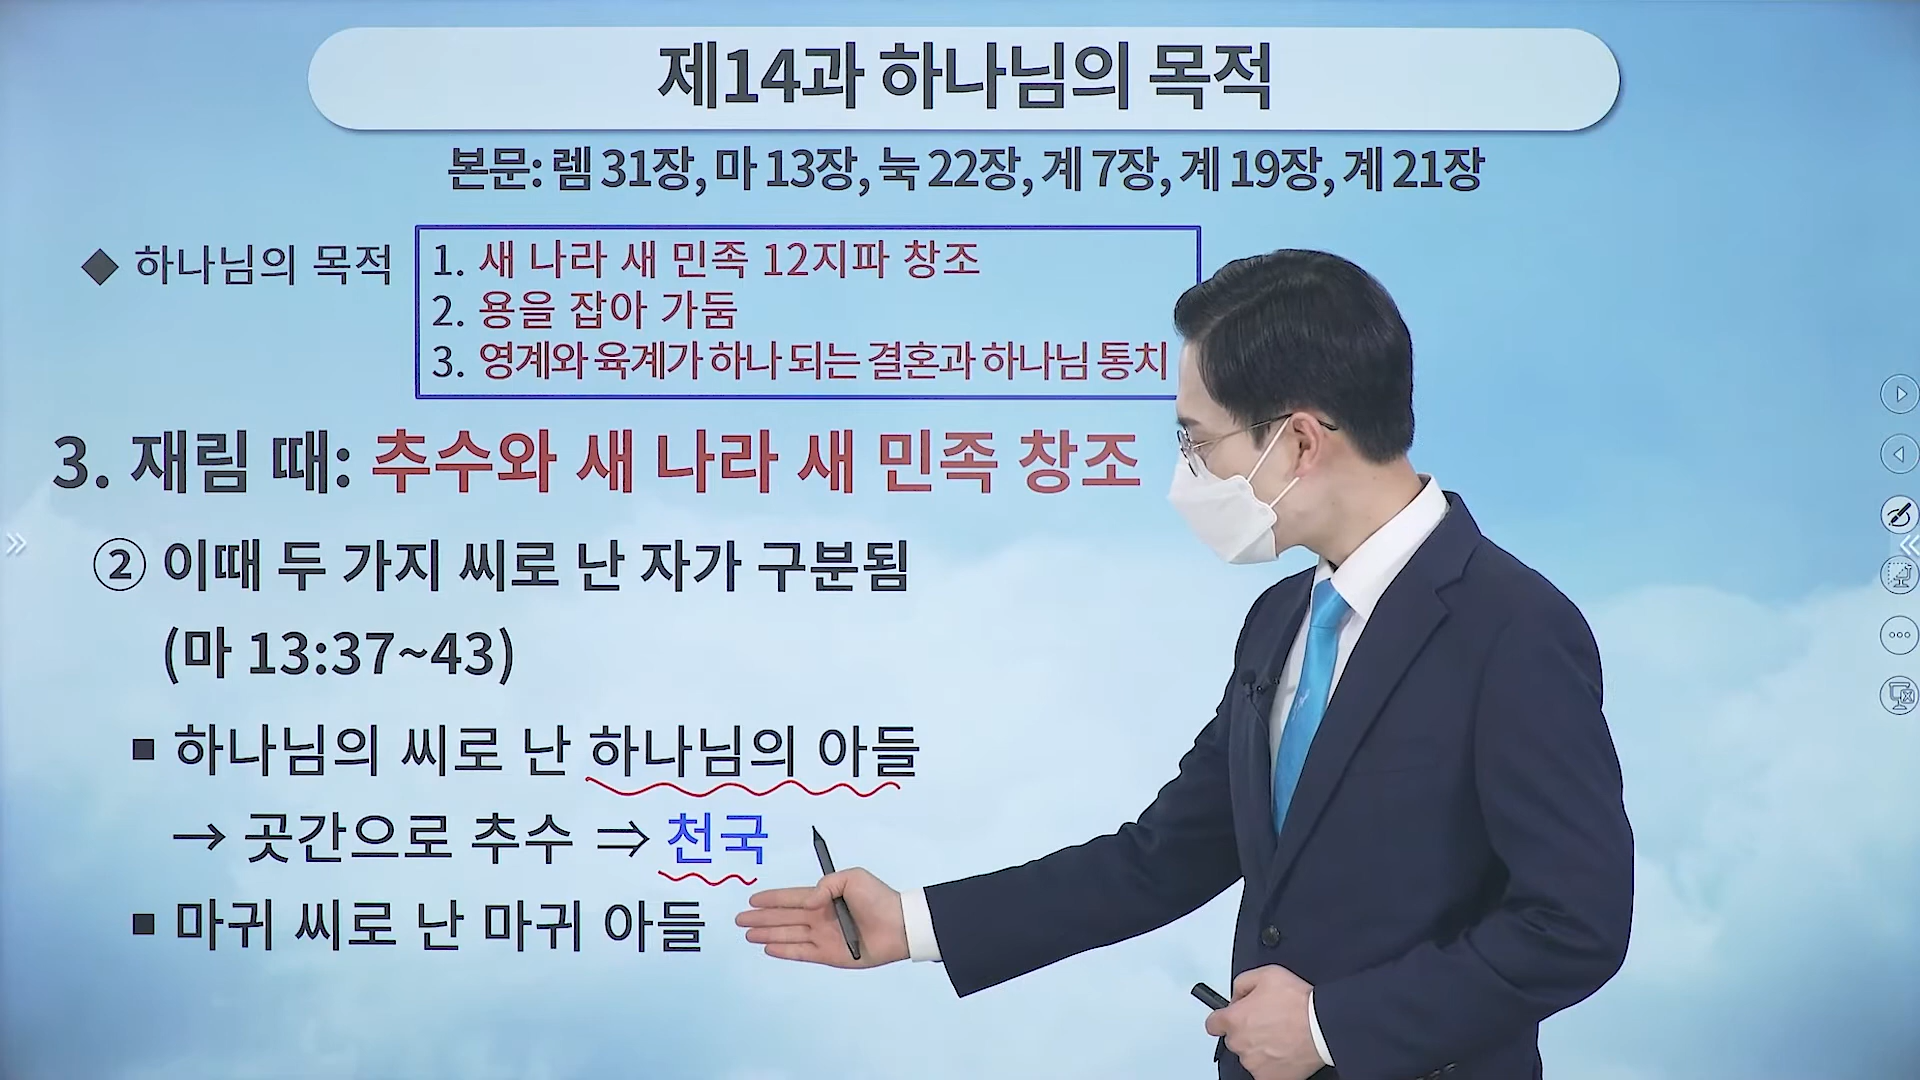 제14과 하나님의 목적
본문: 렘 31장, 마 13장, 눅 22장, 계 7장, 계 19장, 계 21장
◆ 하나님의 목적
1. 새 나라 새 민족 12지파 창조
2. 용을 잡아 가둠
3. 영계와 육계가 하나 되는 결혼과 하나님 통치
3. 재림 때: 추수와 새 나라 새 민족 창조
② 이때 두 가지 씨로 난 자가 구분됨
(마 13:37~43)
▪ 하나님의 씨로 난 하나님의 아들
→ 곳간으로 추수 ⇒ 천국
▪ 마귀 씨로 난 마귀 아들